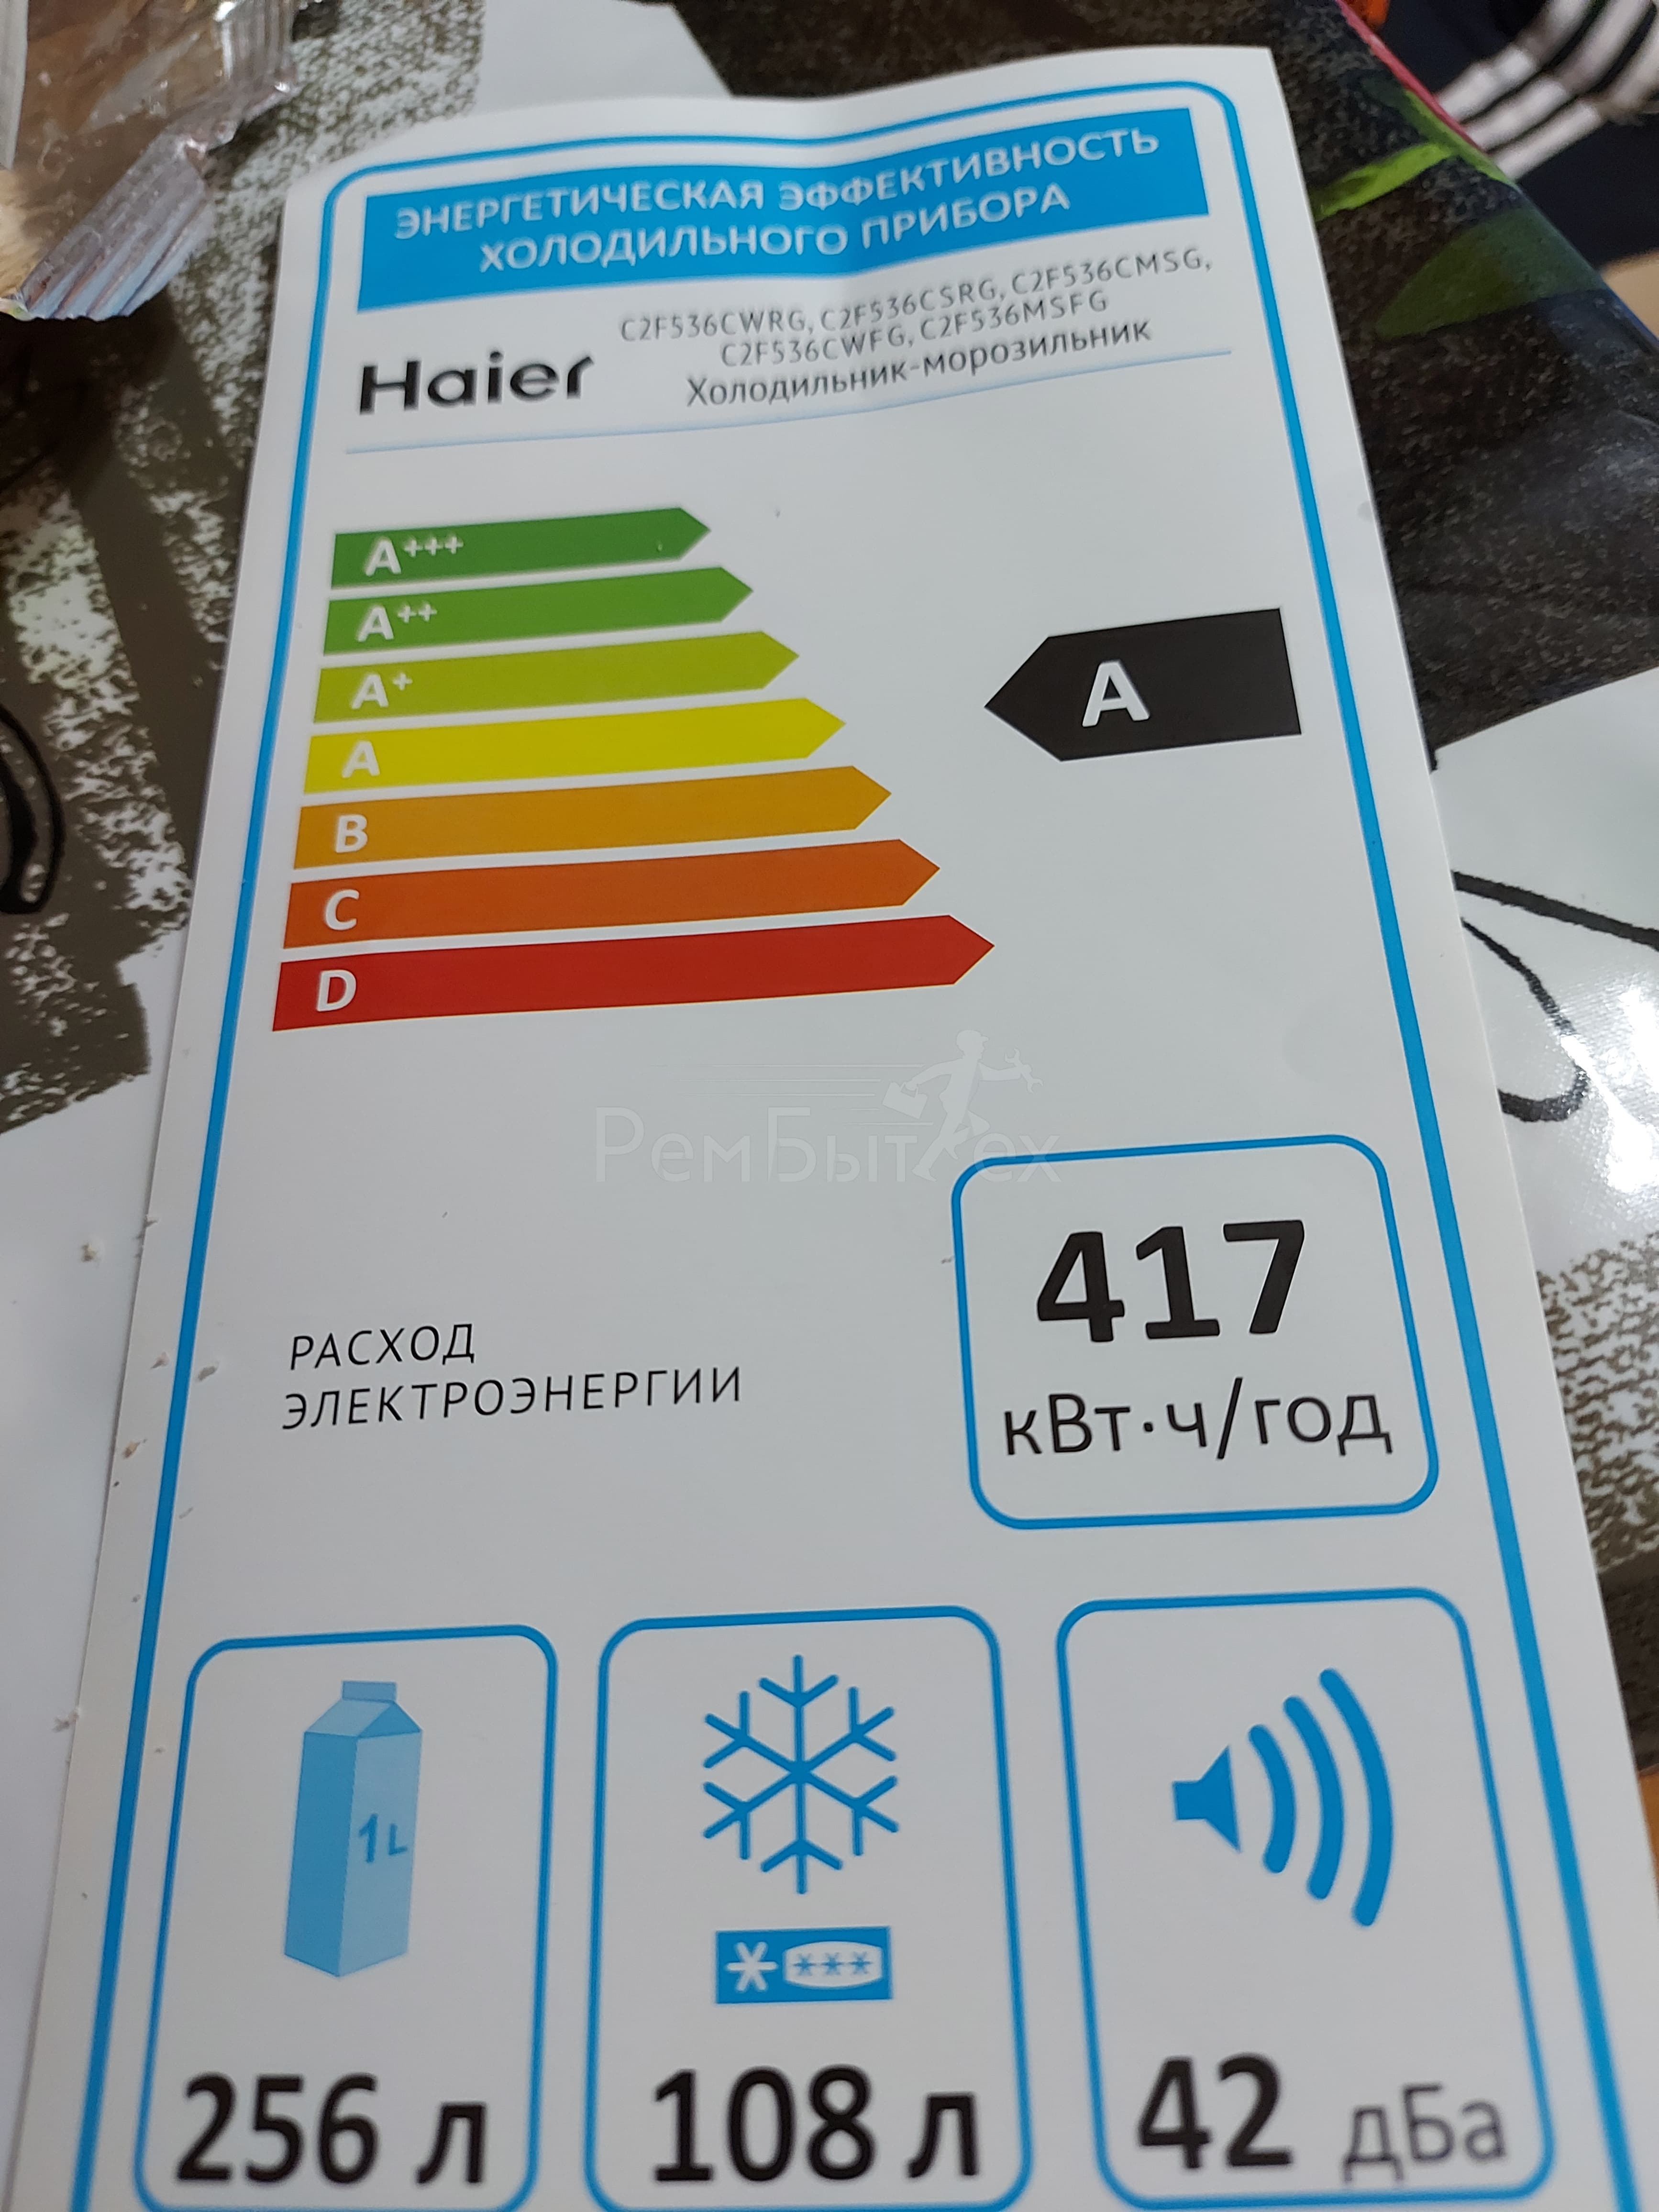 ЭНЕРГЕТИЧЕСКАЯ ЭФФЕКТИВНОСТЬ
ХОЛОДИЛЬНОГО ПРИБОРА
Haier
C2F536CWRG, C2F536CSRG, C2F536CMSG,
C2F536CWFG, C2F536MSFG
Холодильник-морозильник
A+++
A++
A+
A
A
B
C
D
РемБытТех
РАСХОД
ЭЛЕКТРОЭНЕРГИИ
417
кВт·ч/год
1L
256 л
108 л
42 дБа